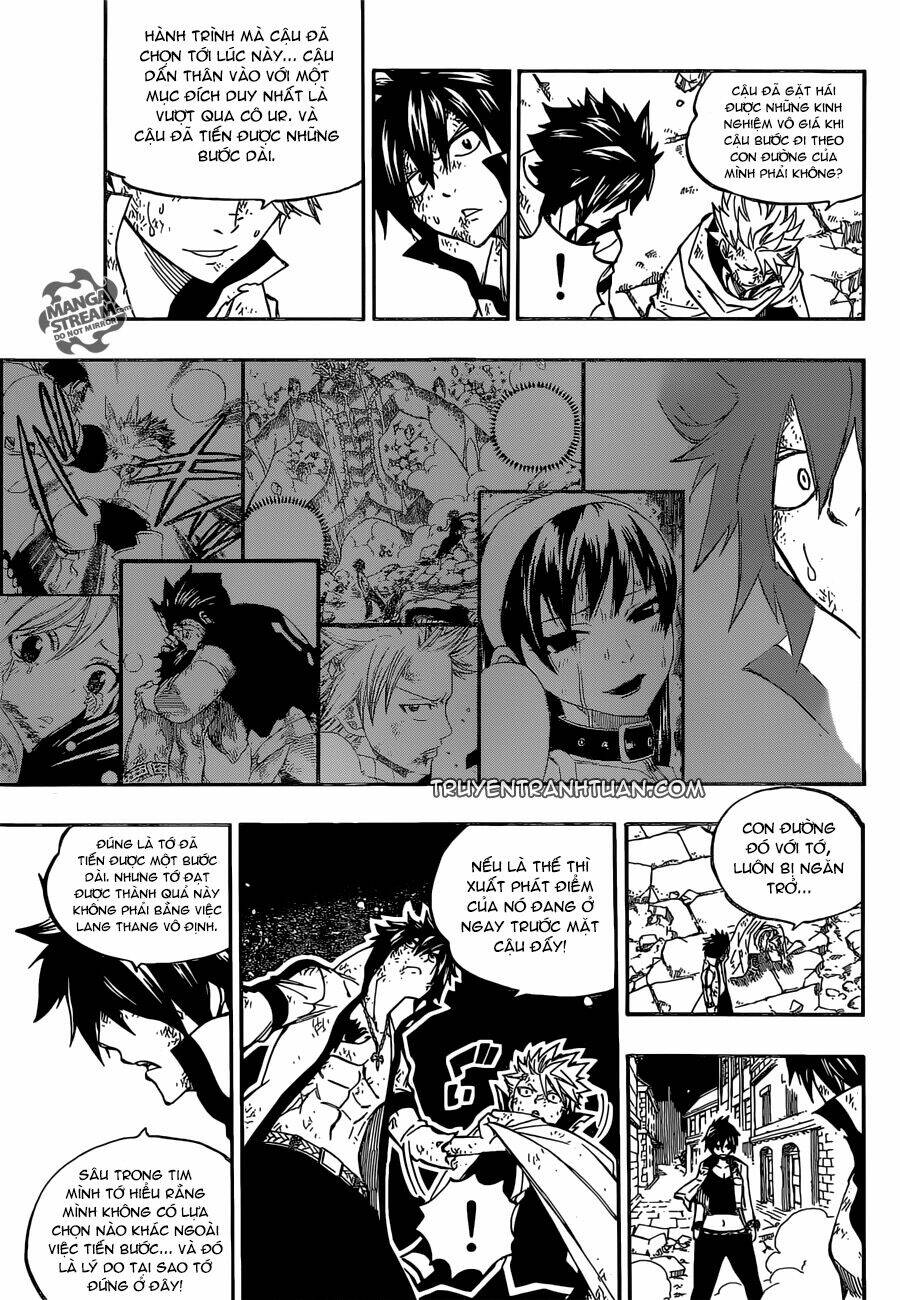 CẬU ĐÃ GẶT HÁI
ĐƯỢC NHỮNG KINH
NGHIỆM VÔ GIÁ KHI
CẬU BƯỚC ĐI THEO
CON ĐƯỜNG CỦA
MÌNH PHẢI KHÔNG?
!
HÀNH TRÌNH MÀ CẬU ĐÃ
CHỌN TỚI LÚC NÀY... CẬU
DẤN THÂN VÀO VỚI MỘT
MỤC ĐÍCH DUY NHẤT LÀ
VƯỢT QUA CÔ UR. VÀ
CẬU ĐÃ TIẾN ĐƯỢC NHỮNG
BƯỚC DÀI.
MANGA
STREAM.com
DO NOT MIRROR
TRUYENTRANHTUAN.COM
CON ĐƯỜNG
ĐÓ VỚI TỚ,
LUÔN BỊ NGĂN
TRỞ...
NẾU LÀ THẾ THÌ
XUẤT PHÁT ĐIỂM
CỦA NÓ ĐANG Ở
NGAY TRƯỚC MẶT
CẬU ĐẤY!
!
ĐÚNG LÀ TỚ ĐÃ
TIẾN ĐƯỢC MỘT BƯỚC
DÀI. NHƯNG TỚ ĐẠT
ĐƯỢC THÀNH QUẢ NÀY
KHÔNG PHẢI BẰNG VIỆC
LANG THANG VÔ ĐỊNH.
SÂU TRONG TIM
MÌNH TỚ HIỂU RẰNG
MÌNH KHÔNG CÓ LỰA
CHỌN NÀO KHÁC NGOÀI
VIỆC TIẾN BƯỚC... VÀ ĐÓ
LÀ LÝ DO TẠI SAO TỚ
ĐỨNG Ở ĐÂY!